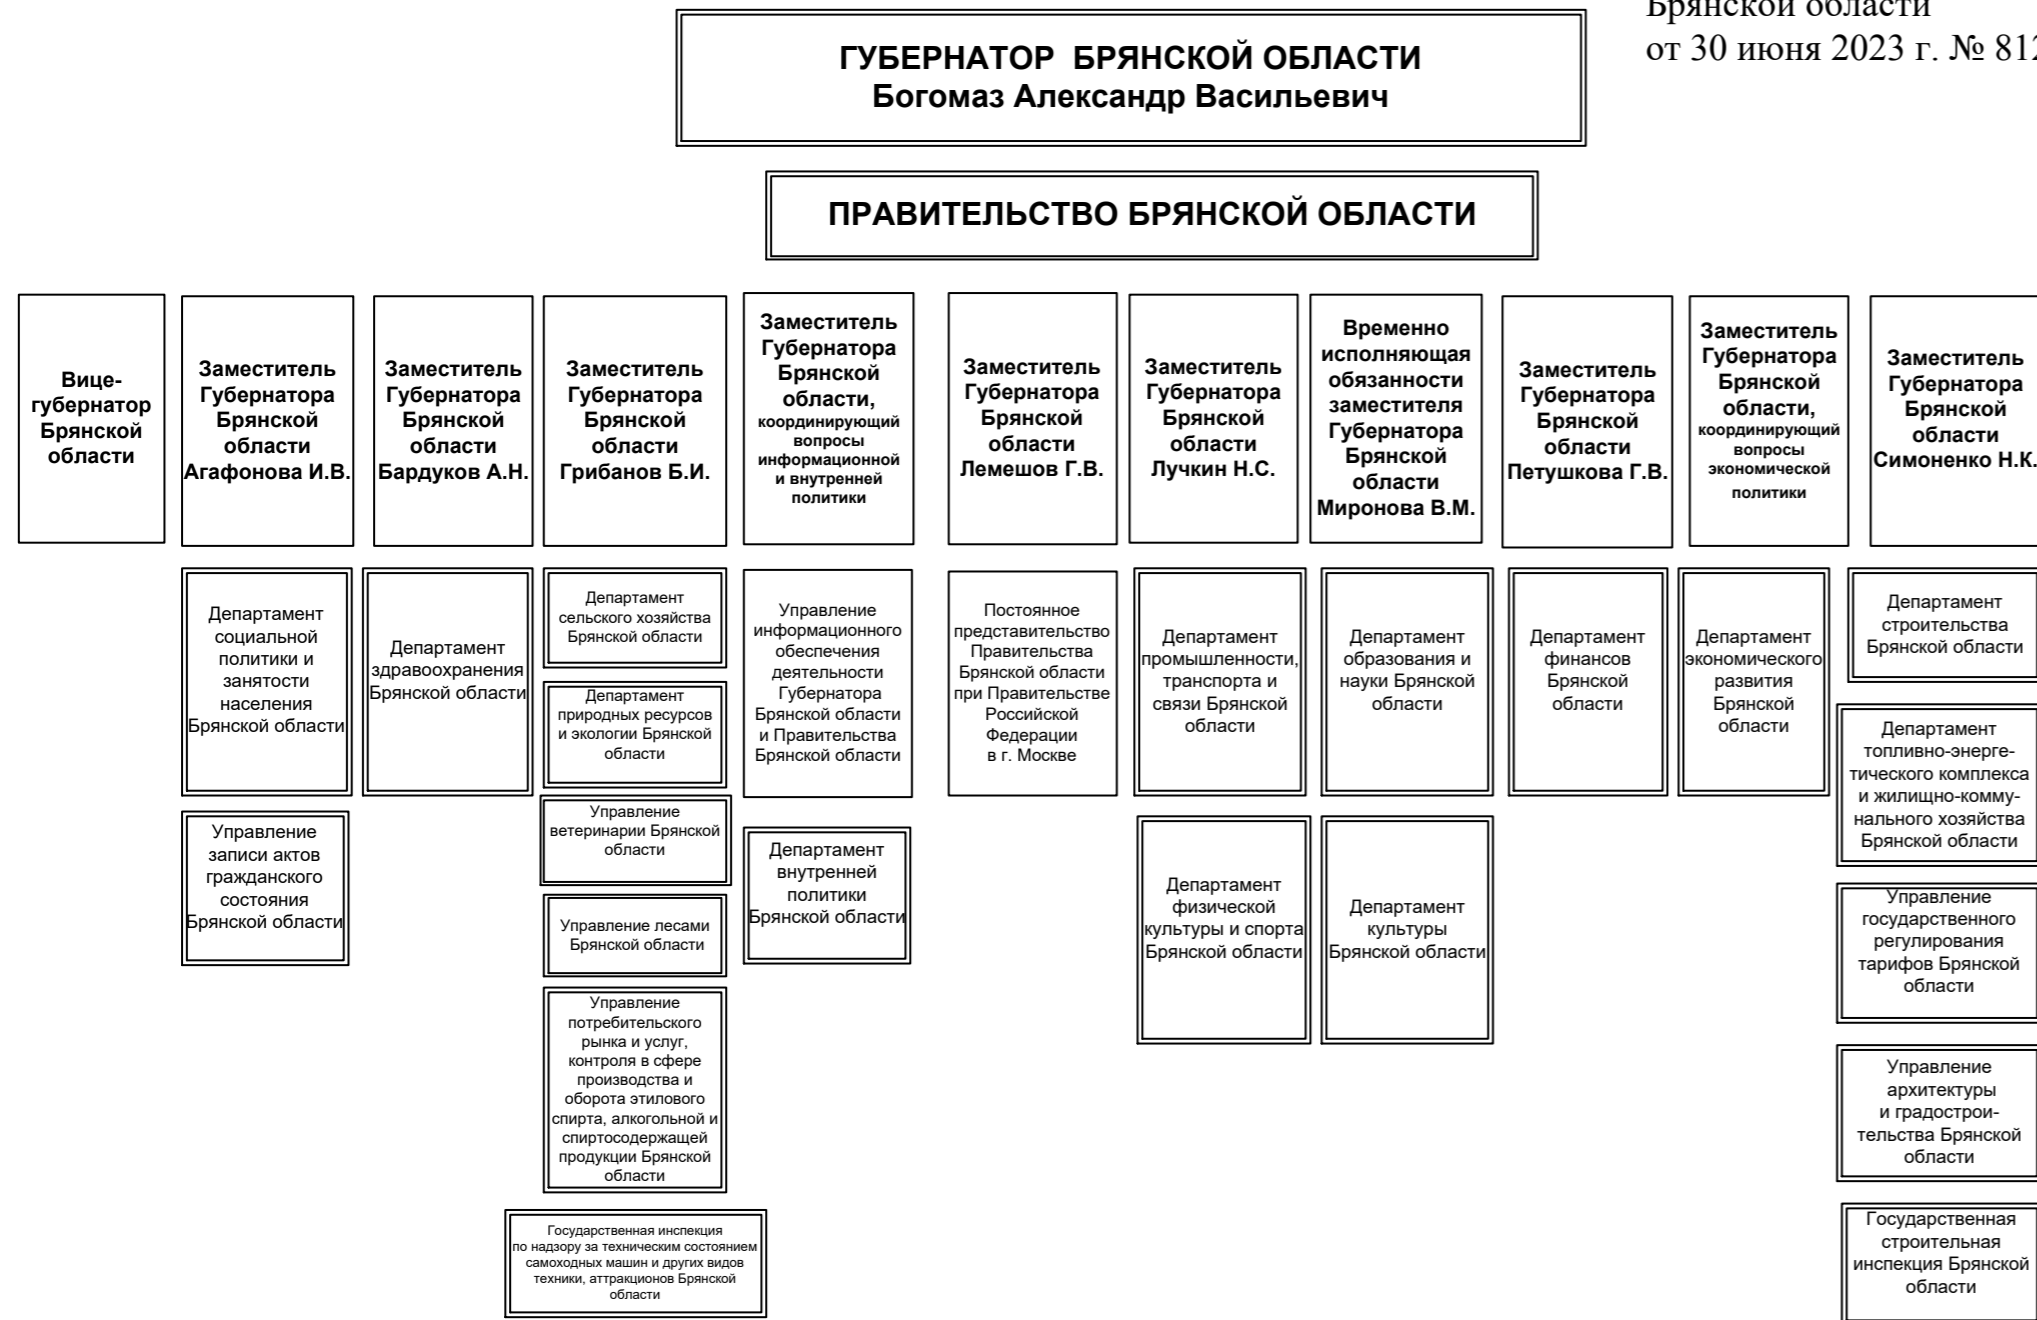 Брянской области
от 30 июня 2023 г. № 812
ГУБЕРНАТОР БРЯНСКОЙ ОБЛАСТИ
Богомаз Александр Васильевич
ПРАВИТЕЛЬСТВО БРЯНСКОЙ ОБЛАСТИ
Вице-
губернатор
Брянской
области
Заместитель
Губернатора
Брянской
области
Агафонова И.В.
Заместитель
Губернатора
Брянской
области
Бардуков А.Н.
Заместитель
Губернатора
Брянской
области
Грибанов Б.И.
Заместитель
Губернатора
Брянской
области,
координирующий
вопросы
информационной
и внутренней
политики
Заместитель
Губернатора
Брянской
области
Лемешов Г.В.
Заместитель
Губернатора
Брянской
области
Лучкин Н.С.
Временно
исполняющая
обязанности
заместителя
Губернатора
Брянской
области
Миронова В.М.
Заместитель
Губернатора
Брянской
области
Петушкова Г.В.
Заместитель
Губернатора
Брянской
области,
координирующий
вопросы
экономической
политики
Заместитель
Губернатора
Брянской
области
Симоненко Н.К.
Департамент
социальной
политики и
занятости
населения
Брянской области
Управление
записи актов
гражданского
состояния
Брянской области
Департамент
здравоохранения
Брянской области
Департамент
сельского хозяйства
Брянской области
Департамент
природных ресурсов
и экологии Брянской
области
Управление
ветеринарии Брянской
области
Управление лесами
Брянской области
Управление
потребительского
рынка и услуг,
контроля в сфере
производства и
оборота этилового
спирта, алкогольной и
спиртосодержащей
продукции Брянской
области
Государственная инспекция
по надзору за техническим состоянием
самоходных машин и других видов
техники, аттракционов Брянской
области
Управление
информационного
обеспечения
деятельности
Губернатора
Брянской области
и Правительства
Брянской области
Департамент
внутренней
политики
Брянской области
Постоянное
представительство
Правительства
Брянской области
при Правительстве
Российской
Федерации
в г. Москве
Департамент
промышленности,
транспорта и
связи Брянской
области
Департамент
физической
культуры и спорта
Брянской области
Департамент
образования и
науки Брянской
области
Департамент
культуры
Брянской области
Департамент
финансов
Брянской
области
Департамент
экономического
развития
Брянской
области
Департамент
строительства
Брянской области
Департамент
топливно-энерге-
тического комплекса
и жилищно-комму-
нального хозяйства
Брянской области
Управление
государственного
регулирования
тарифов Брянской
области
Управление
архитектуры
и градострои-
тельства Брянской
области
Государственная
строительная
инспекция Брянской
области